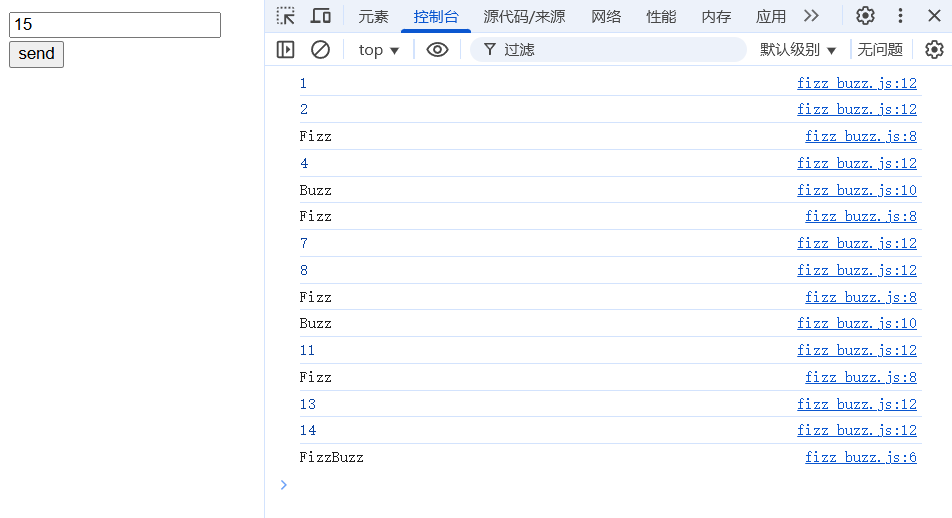 15
send
元素 控制台 源代码/来源 网络 性能 内存 应用
top 过滤 默认级别 无问题
1 fizz_buzz.js:12
2 fizz_buzz.js:12
Fizz fizz_buzz.js:8
4 fizz_buzz.js:12
Buzz fizz_buzz.js:10
Fizz fizz_buzz.js:8
7 fizz_buzz.js:12
8 fizz_buzz.js:12
Fizz fizz_buzz.js:8
Buzz fizz_buzz.js:10
11 fizz_buzz.js:12
Fizz fizz_buzz.js:8
13 fizz_buzz.js:12
14 fizz_buzz.js:12
FizzBuzz fizz_buzz.js:6